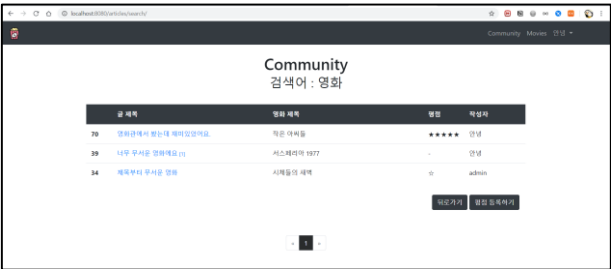 localhost:8080/articles/search/
Community Movies 안녕
Community
검색어 : 영화
글 제목 영화 제목 평점 작성자
70 영화관에서 봤는데 재미있었어요. 작은 아씨들 ★★★★★ 안녕
39 너무 무서운 영화예요 [1] 서스페리아 1977 - 안녕
34 제목부터 무서운 영화 시체들의 새벽 ☆ admin
뒤로가기 평점 등록하기
« 1 »